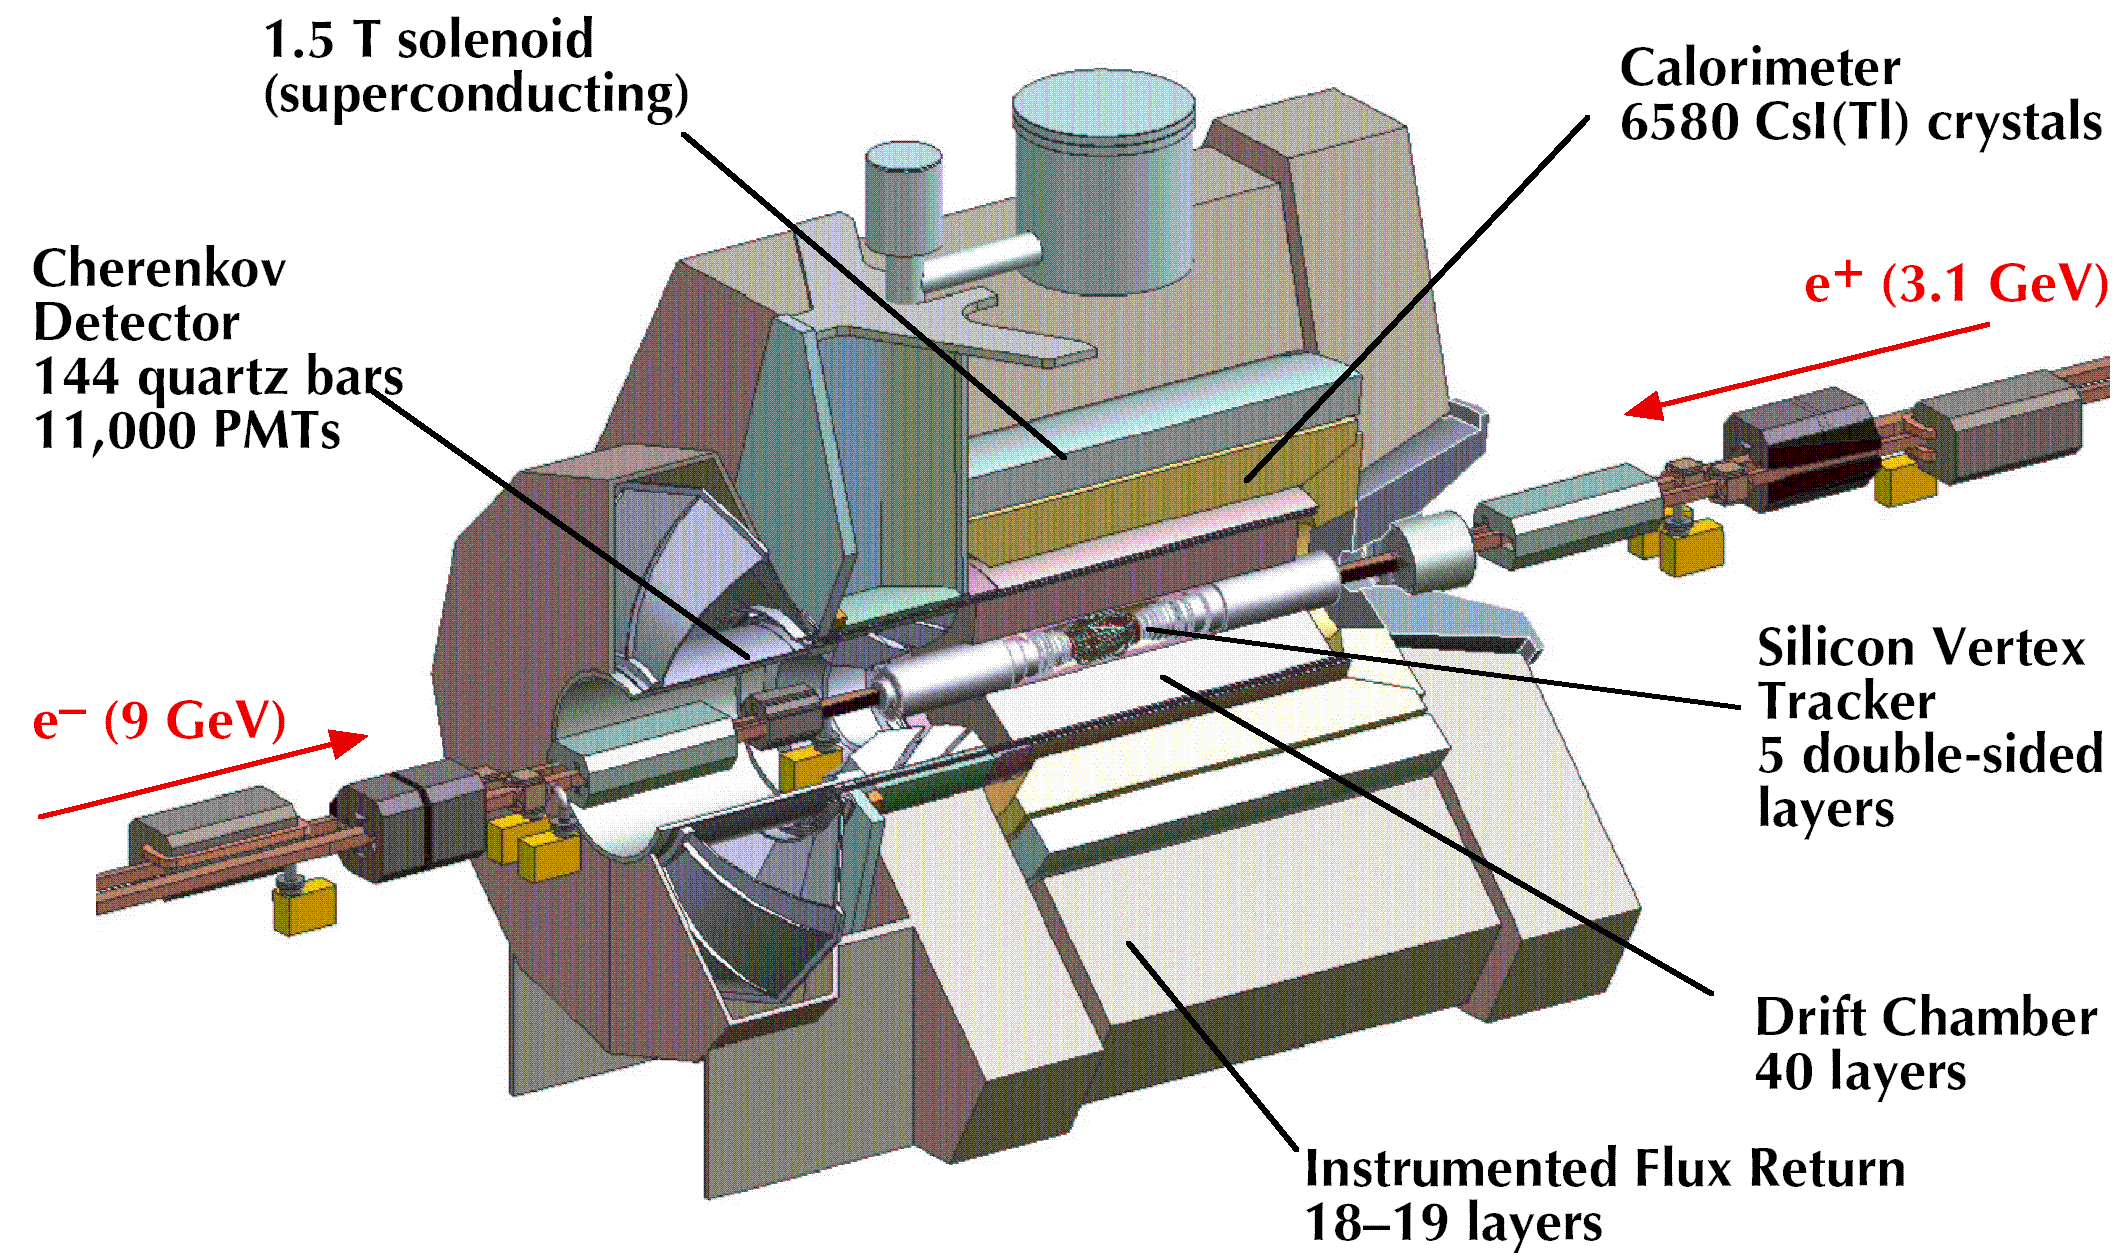 1.5 T solenoid
(superconducting)
Calorimeter
6580 CsI(Tl) crystals
Cherenkov
Detector
144 quartz bars
11,000 PMTs
e+ (3.1 GeV)
e– (9 GeV)
Silicon Vertex
Tracker
5 double-sided
layers
Drift Chamber
40 layers
Instrumented Flux Return
18–19 layers